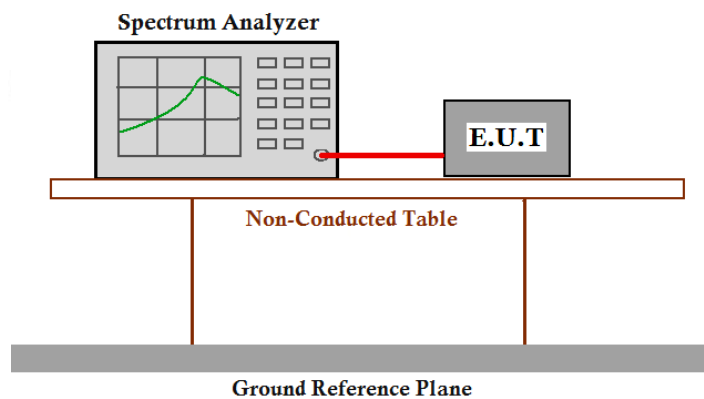 Spectrum Analyzer
E.U.T
Non-Conducted Table
Ground Reference Plane